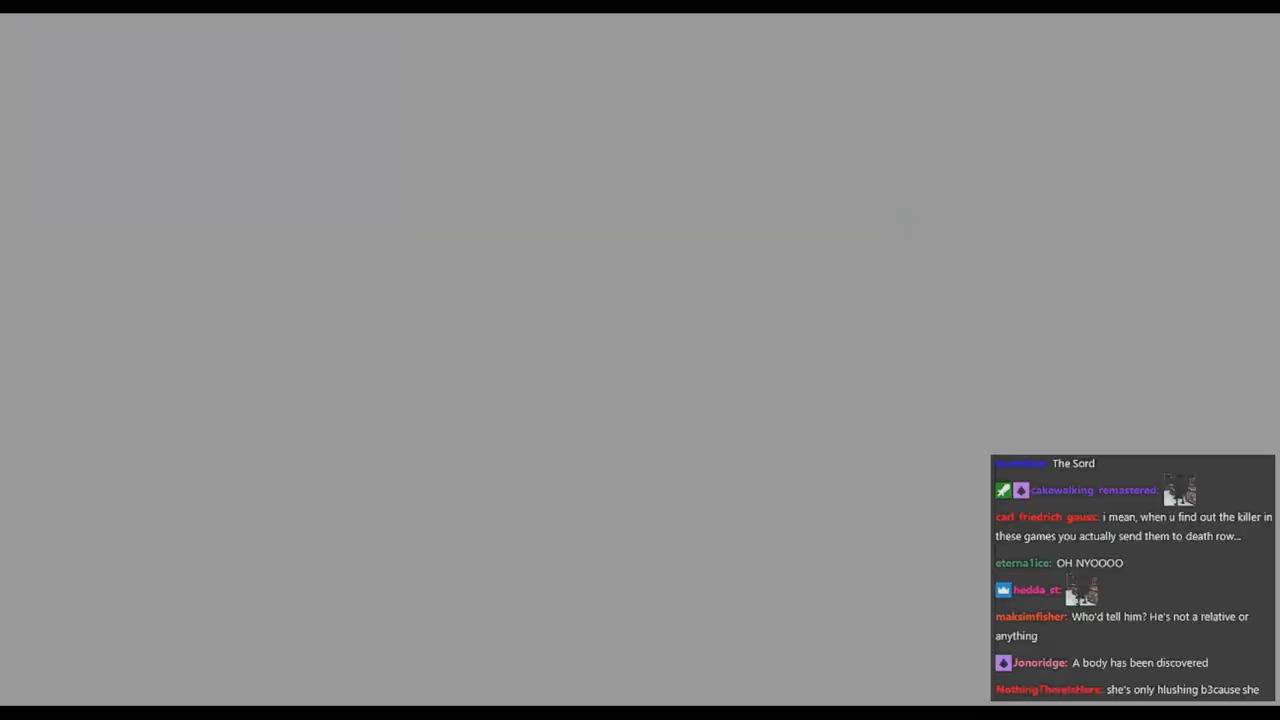 The Sord
cakewalking_remastered:
carl_friedrich_gauss: i mean, when u find out the killer in
these games you actually send them to death row...
eterna1ice: OH NYOOOO
hedda_st:
maksimfisher: Who'd tell him? He's not a relative or
anything
Jonoridge: A body has been discovered
NothingThereIsHere: she's only hlushing b3cause she